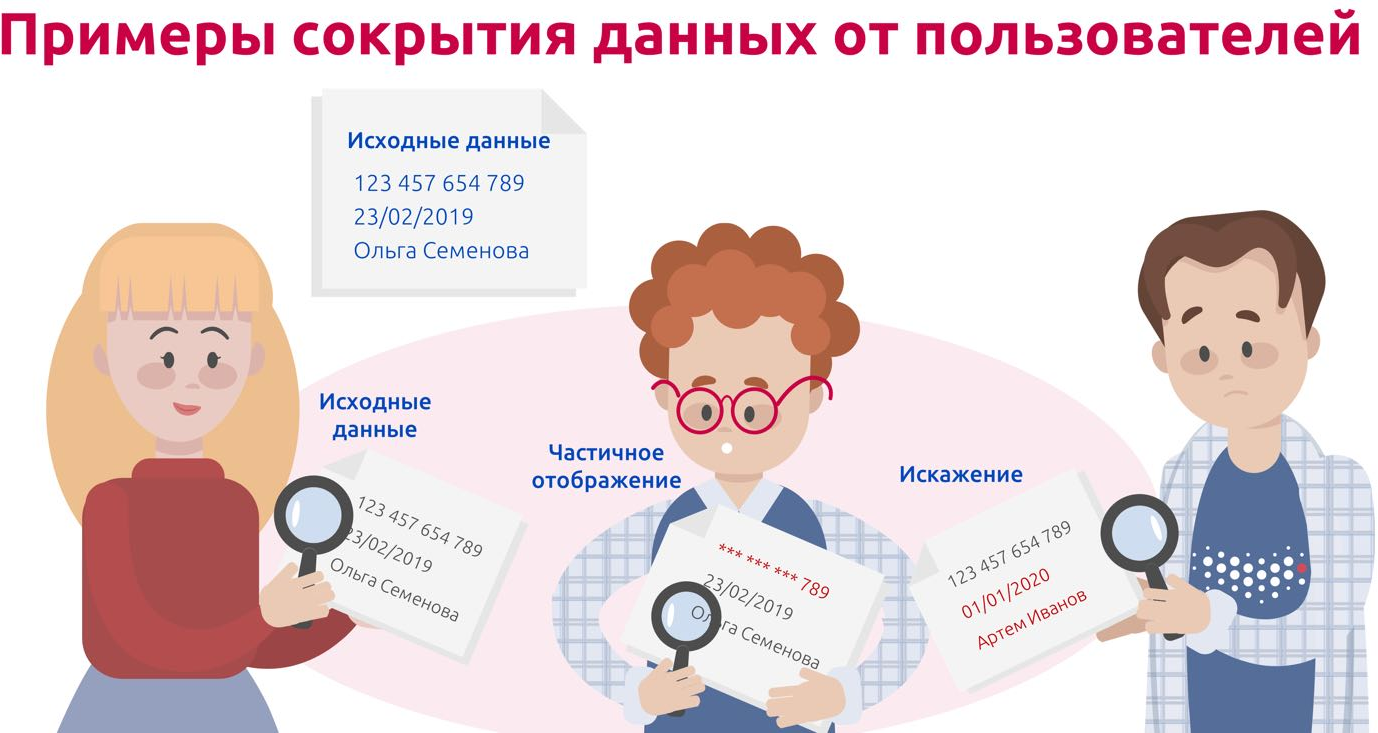 Примеры сокрытия данных от пользователей
Исходные данные
123 457 654 789
23/02/2019
Ольга Семенова
Исходные
данные
123 457 654 789
23/02/2019
Ольга Семенова
Частичное
отображение
*** *** *** 789
23/02/2019
Ольга Семенова
Искажение
123 457 654 789
01/01/2020
Артем Иванов